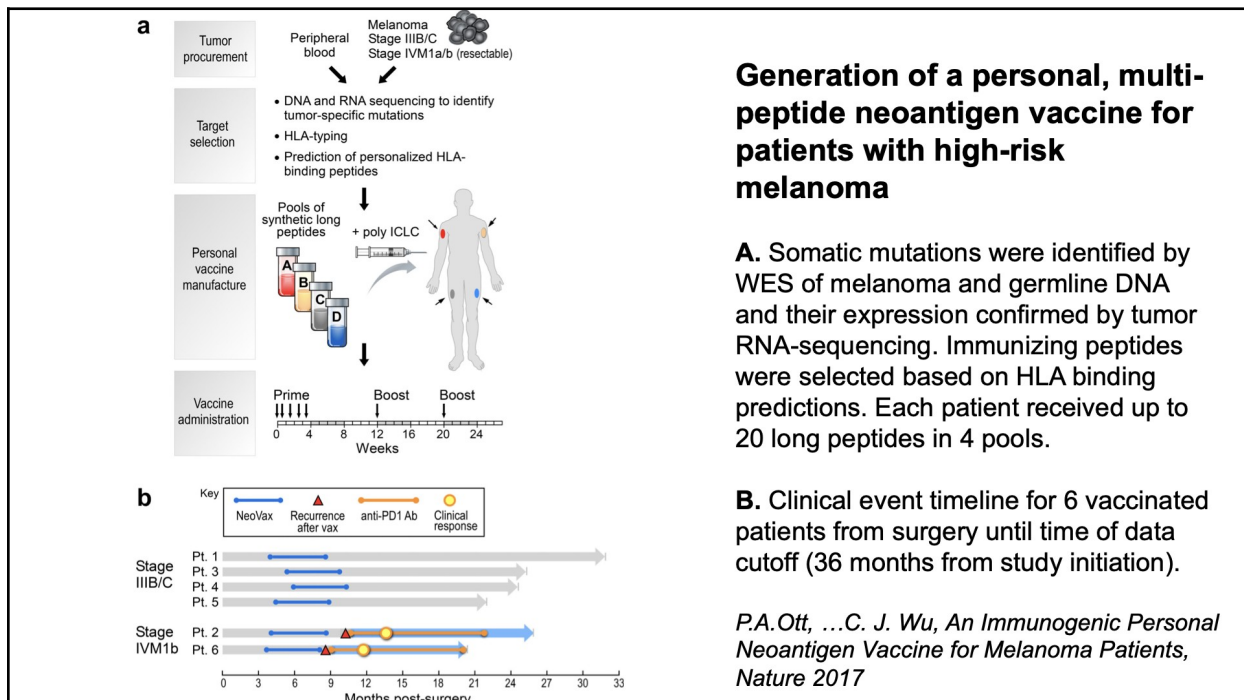 a
Tumor
procurement
Peripheral
blood
Melanoma
Stage IIIB/C
Stage IVM1a/b (resectable)
Target
selection
• DNA and RNA sequencing to identify
tumor-specific mutations
• HLA-typing
• Prediction of personalized HLA-
binding peptides
Personal
vaccine
manufacture
Pools of
synthetic long
peptides
+ poly ICLC
A
B
C
D
Vaccine
administration
Prime
Boost
Boost
0 4 8 12 16 20 24
Weeks
b
Key
NeoVax
Recurrence
after vax
anti-PD1 Ab
Clinical
response
Stage
IIIB/C
Pt. 1
Pt. 3
Pt. 4
Pt. 5
Stage
IVM1b
Pt. 2
Pt. 6
0 3 6 9 12 15 18 21 24 27 30 33
Months post-surgery
Generation of a personal, multi-
peptide neoantigen vaccine for
patients with high-risk
melanoma
A. Somatic mutations were identified by
WES of melanoma and germline DNA
and their expression confirmed by tumor
RNA-sequencing. Immunizing peptides
were selected based on HLA binding
predictions. Each patient received up to
20 long peptides in 4 pools.
B. Clinical event timeline for 6 vaccinated
patients from surgery until time of data
cutoff (36 months from study initiation).
P.A.Ott, ...C. J. Wu, An Immunogenic Personal
Neoantigen Vaccine for Melanoma Patients,
Nature 2017